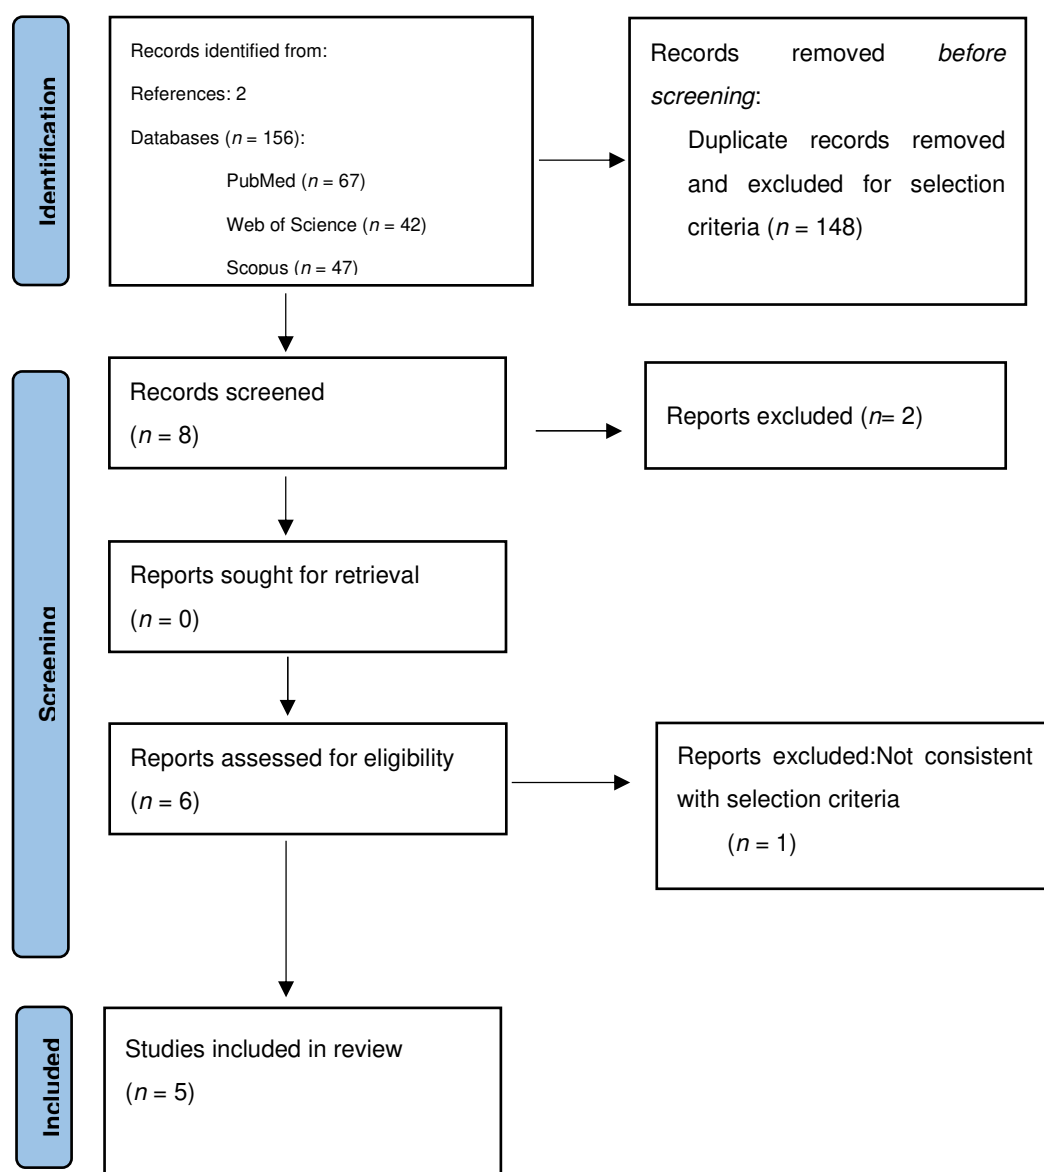 Identification
Records identified from:
References: 2
Databases (n = 156):
PubMed (n = 67)
Web of Science (n = 42)
Scopus (n = 47)
Records removed before
screening:
Duplicate records removed
and excluded for selection
criteria (n = 148)
Screening
Records screened
(n = 8)
Reports excluded (n= 2)
Reports sought for retrieval
(n = 0)
Reports assessed for eligibility
(n = 6)
Reports excluded:Not consistent
with selection criteria
(n = 1)
Included
Studies included in review
(n = 5)